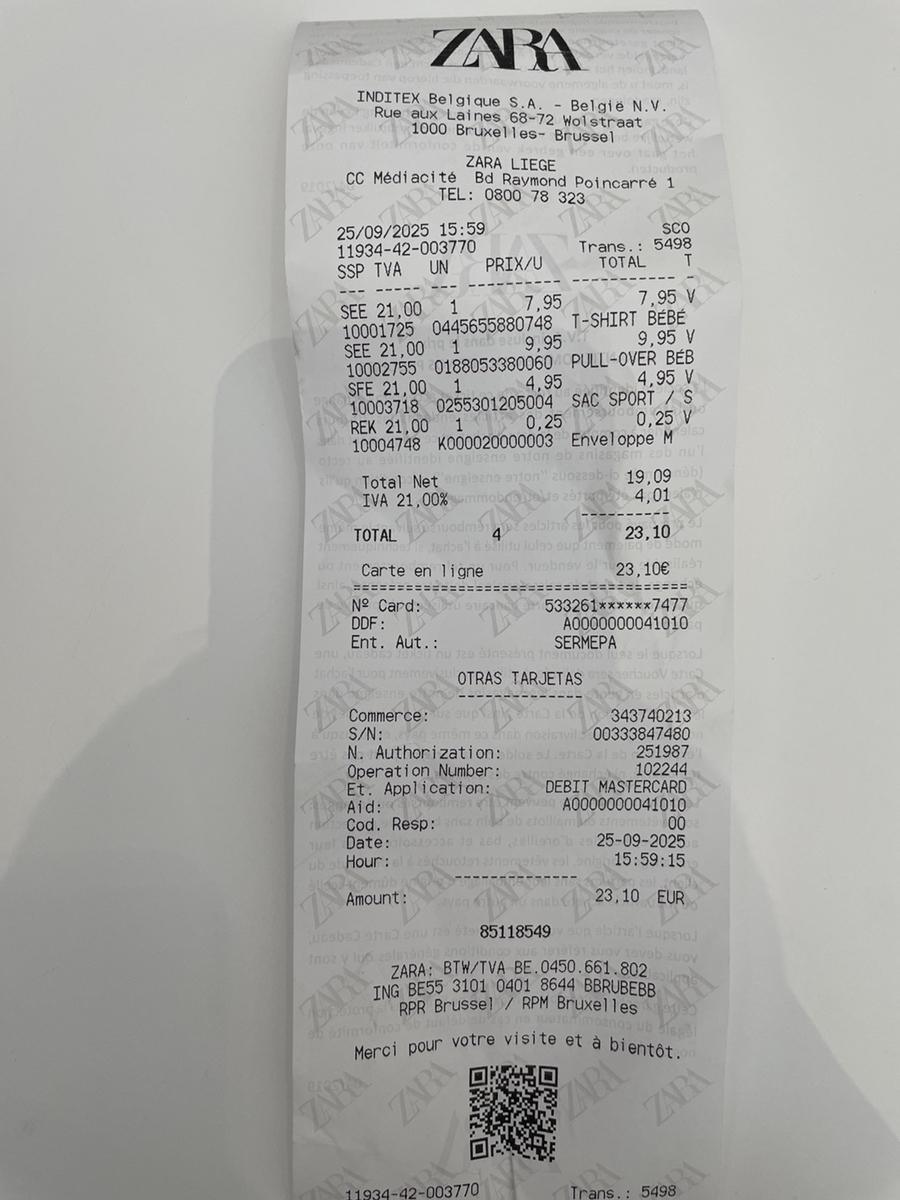 ZARA
INDITEX Belgique S.A. - België N.V.
Rue aux Laines 68-72 Wolstraat
1000 Bruxelles- Brussel
ZARA LIEGE
CC Médiacité Bd Raymond Poincarré 1
TEL: 0800 78 323
25/09/2025 15:59 SCO
11934-42-003770 Trans.: 5498
SSP TVA UN PRIX/U TOTAL T
--- ----- --- ---------- ----------- -
SEE 21,00 1 7,95 7,95 V
10001725 0445655880748 T-SHIRT BÉBÉ
SEE 21,00 1 9,95 9,95 V
10002755 0188053380060 PULL-OVER BÉB
SFE 21,00 1 4,95 4,95 V
10003718 0255301205004 SAC SPORT / S
REK 21,00 1 0,25 0,25 V
10004748 K000020000003 Enveloppe M
Total Net 19,09
IVA 21,00% 4,01
----------
TOTAL 4 23,10
Carte en ligne 23,10€
======================================
Nº Card: 533261******7477
DDF: A0000000041010
Ent. Aut.: SERMEPA
OTRAS TARJETAS
--------------
Commerce: 343740213
S/N: 00333847480
N. Authorization: 251987
Operation Number: 102244
Et. Application: DEBIT MASTERCARD
Aid: A0000000041010
Cod. Resp: 00
Date: 25-09-2025
Hour: 15:59:15
--------------
Amount: 23,10 EUR
85118549
ZARA: BTW/TVA BE.0450.661.802
ING BE55 3101 0401 8644 BBRUBEBB
RPR Brussel / RPM Bruxelles
Merci pour votre visite et à bientôt.
11934-42-003770 Trans.: 5498